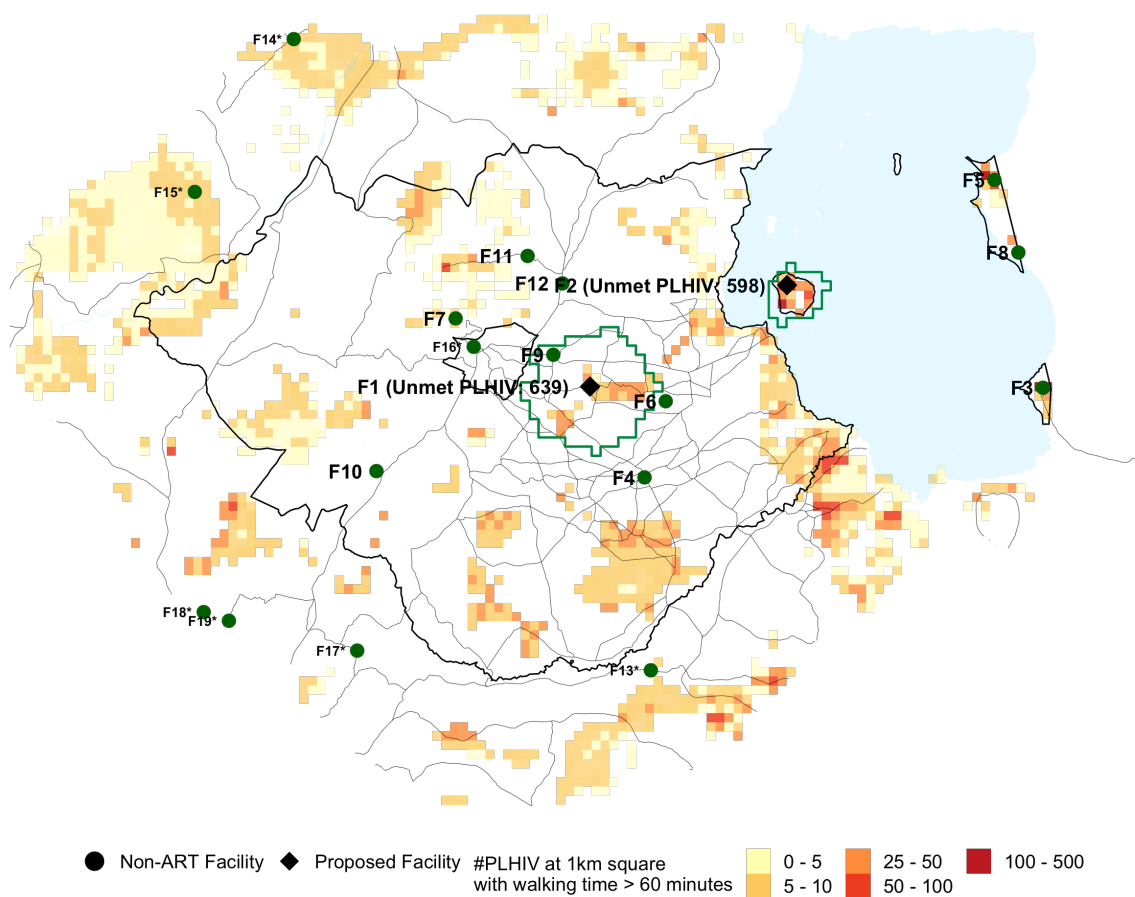 F14*
F15*
F5
F8
F11
F12
F2 (Unmet PLHIV: 598)
F7
F16*
F9
F1 (Unmet PLHIV: 639)
F3
F6
F10
F4
F18*
F19*
F17*
F13*
Non-ART Facility
Proposed Facility
#PLHIV at 1km square
with walking time > 60 minutes
0 - 5
5 - 10
25 - 50
50 - 100
100 - 500